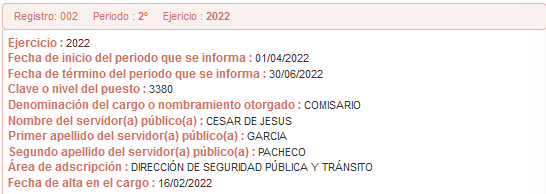 Registro: 002 Periodo : 2º Ejericio : 2022
Ejercicio : 2022
Fecha de inicio del periodo que se informa : 01/04/2022
Fecha de término del periodo que se informa : 30/06/2022
Clave o nivel del puesto : 3380
Denominación del cargo o nombramiento otorgado : COMISARIO
Nombre del servidor(a) público(a) : CESAR DE JESUS
Primer apellido del servidor(a) público(a) : GARCIA
Segundo apellido del servidor(a) público(a) : PACHECO
Área de adscripción : DIRECCIÓN DE SEGURIDAD PÚBLICA Y TRÁNSITO
Fecha de alta en el cargo : 16/02/2022